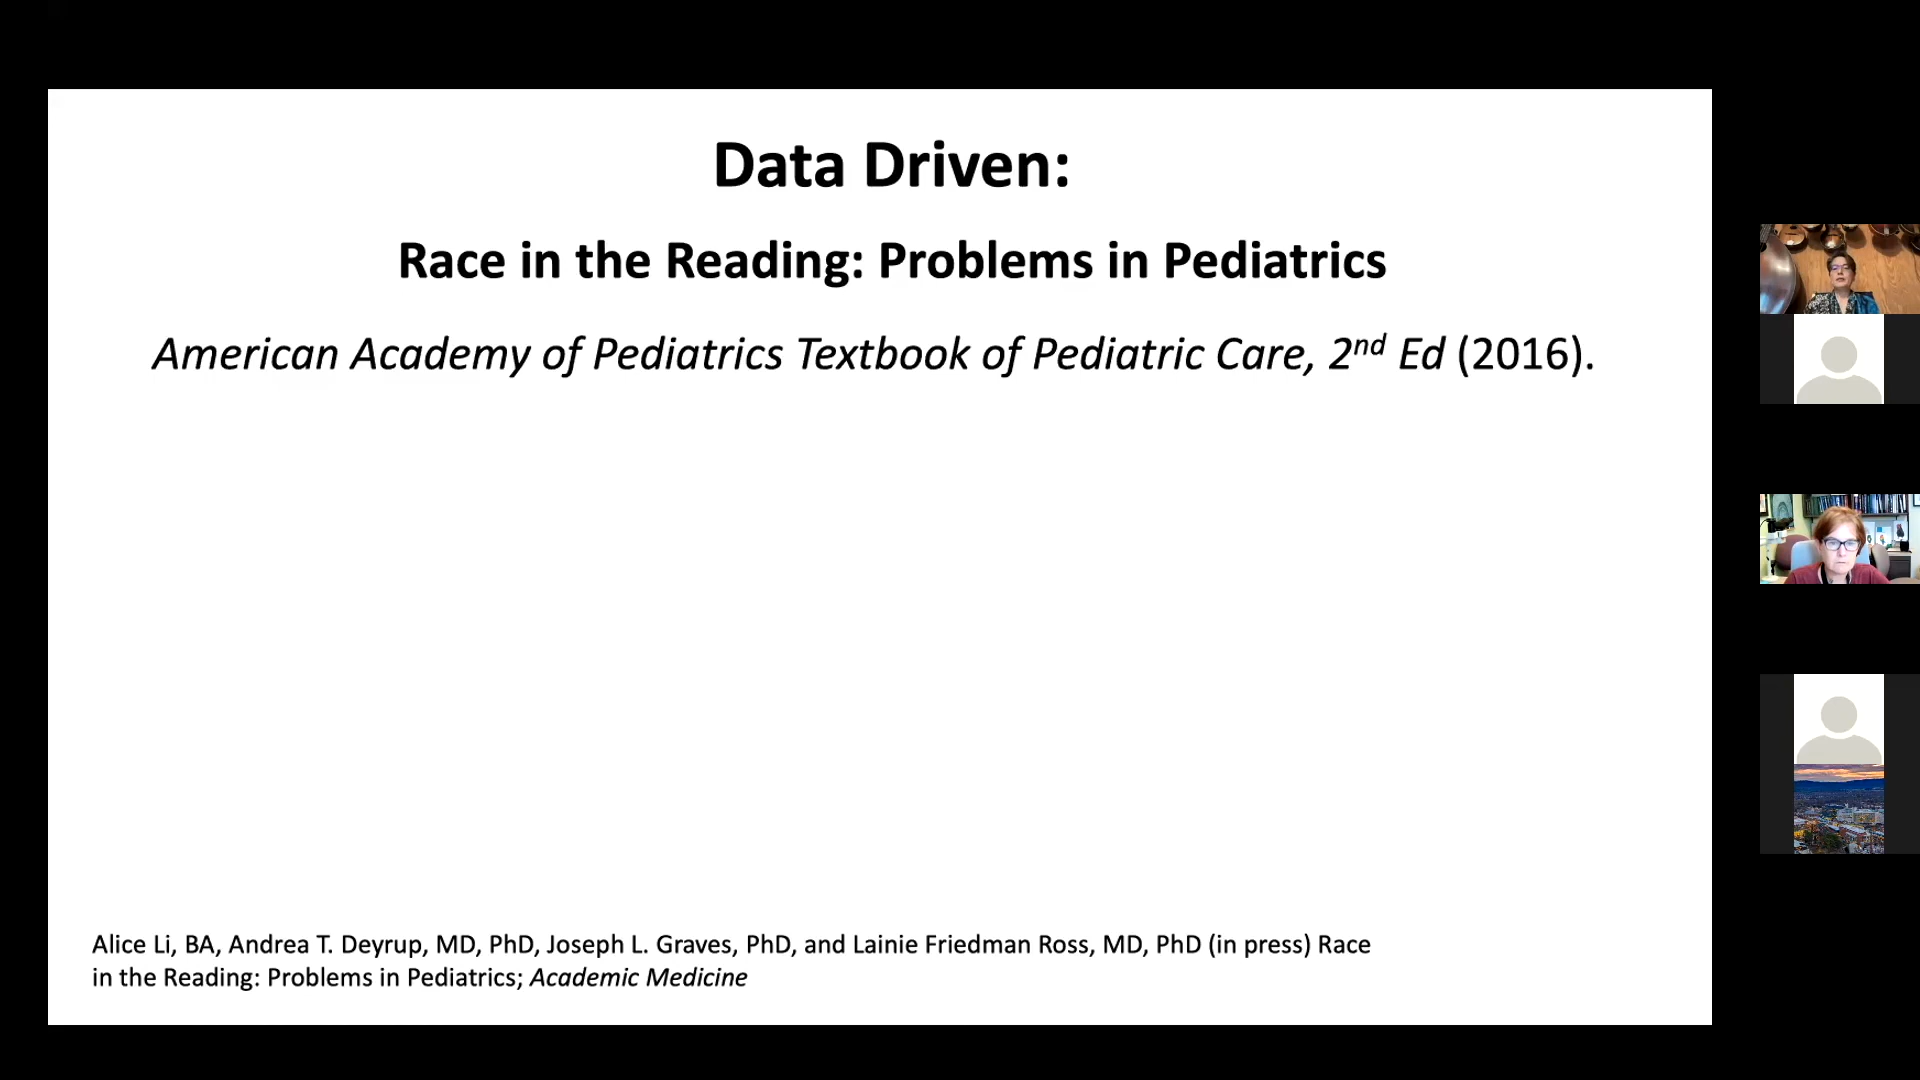 Data Driven:
Race in the Reading: Problems in Pediatrics
American Academy of Pediatrics Textbook of Pediatric Care, 2nd Ed (2016).
Alice Li, BA, Andrea T. Deyrup, MD, PhD, Joseph L. Graves, PhD, and Lainie Friedman Ross, MD, PhD (in press) Race
in the Reading: Problems in Pediatrics; Academic Medicine